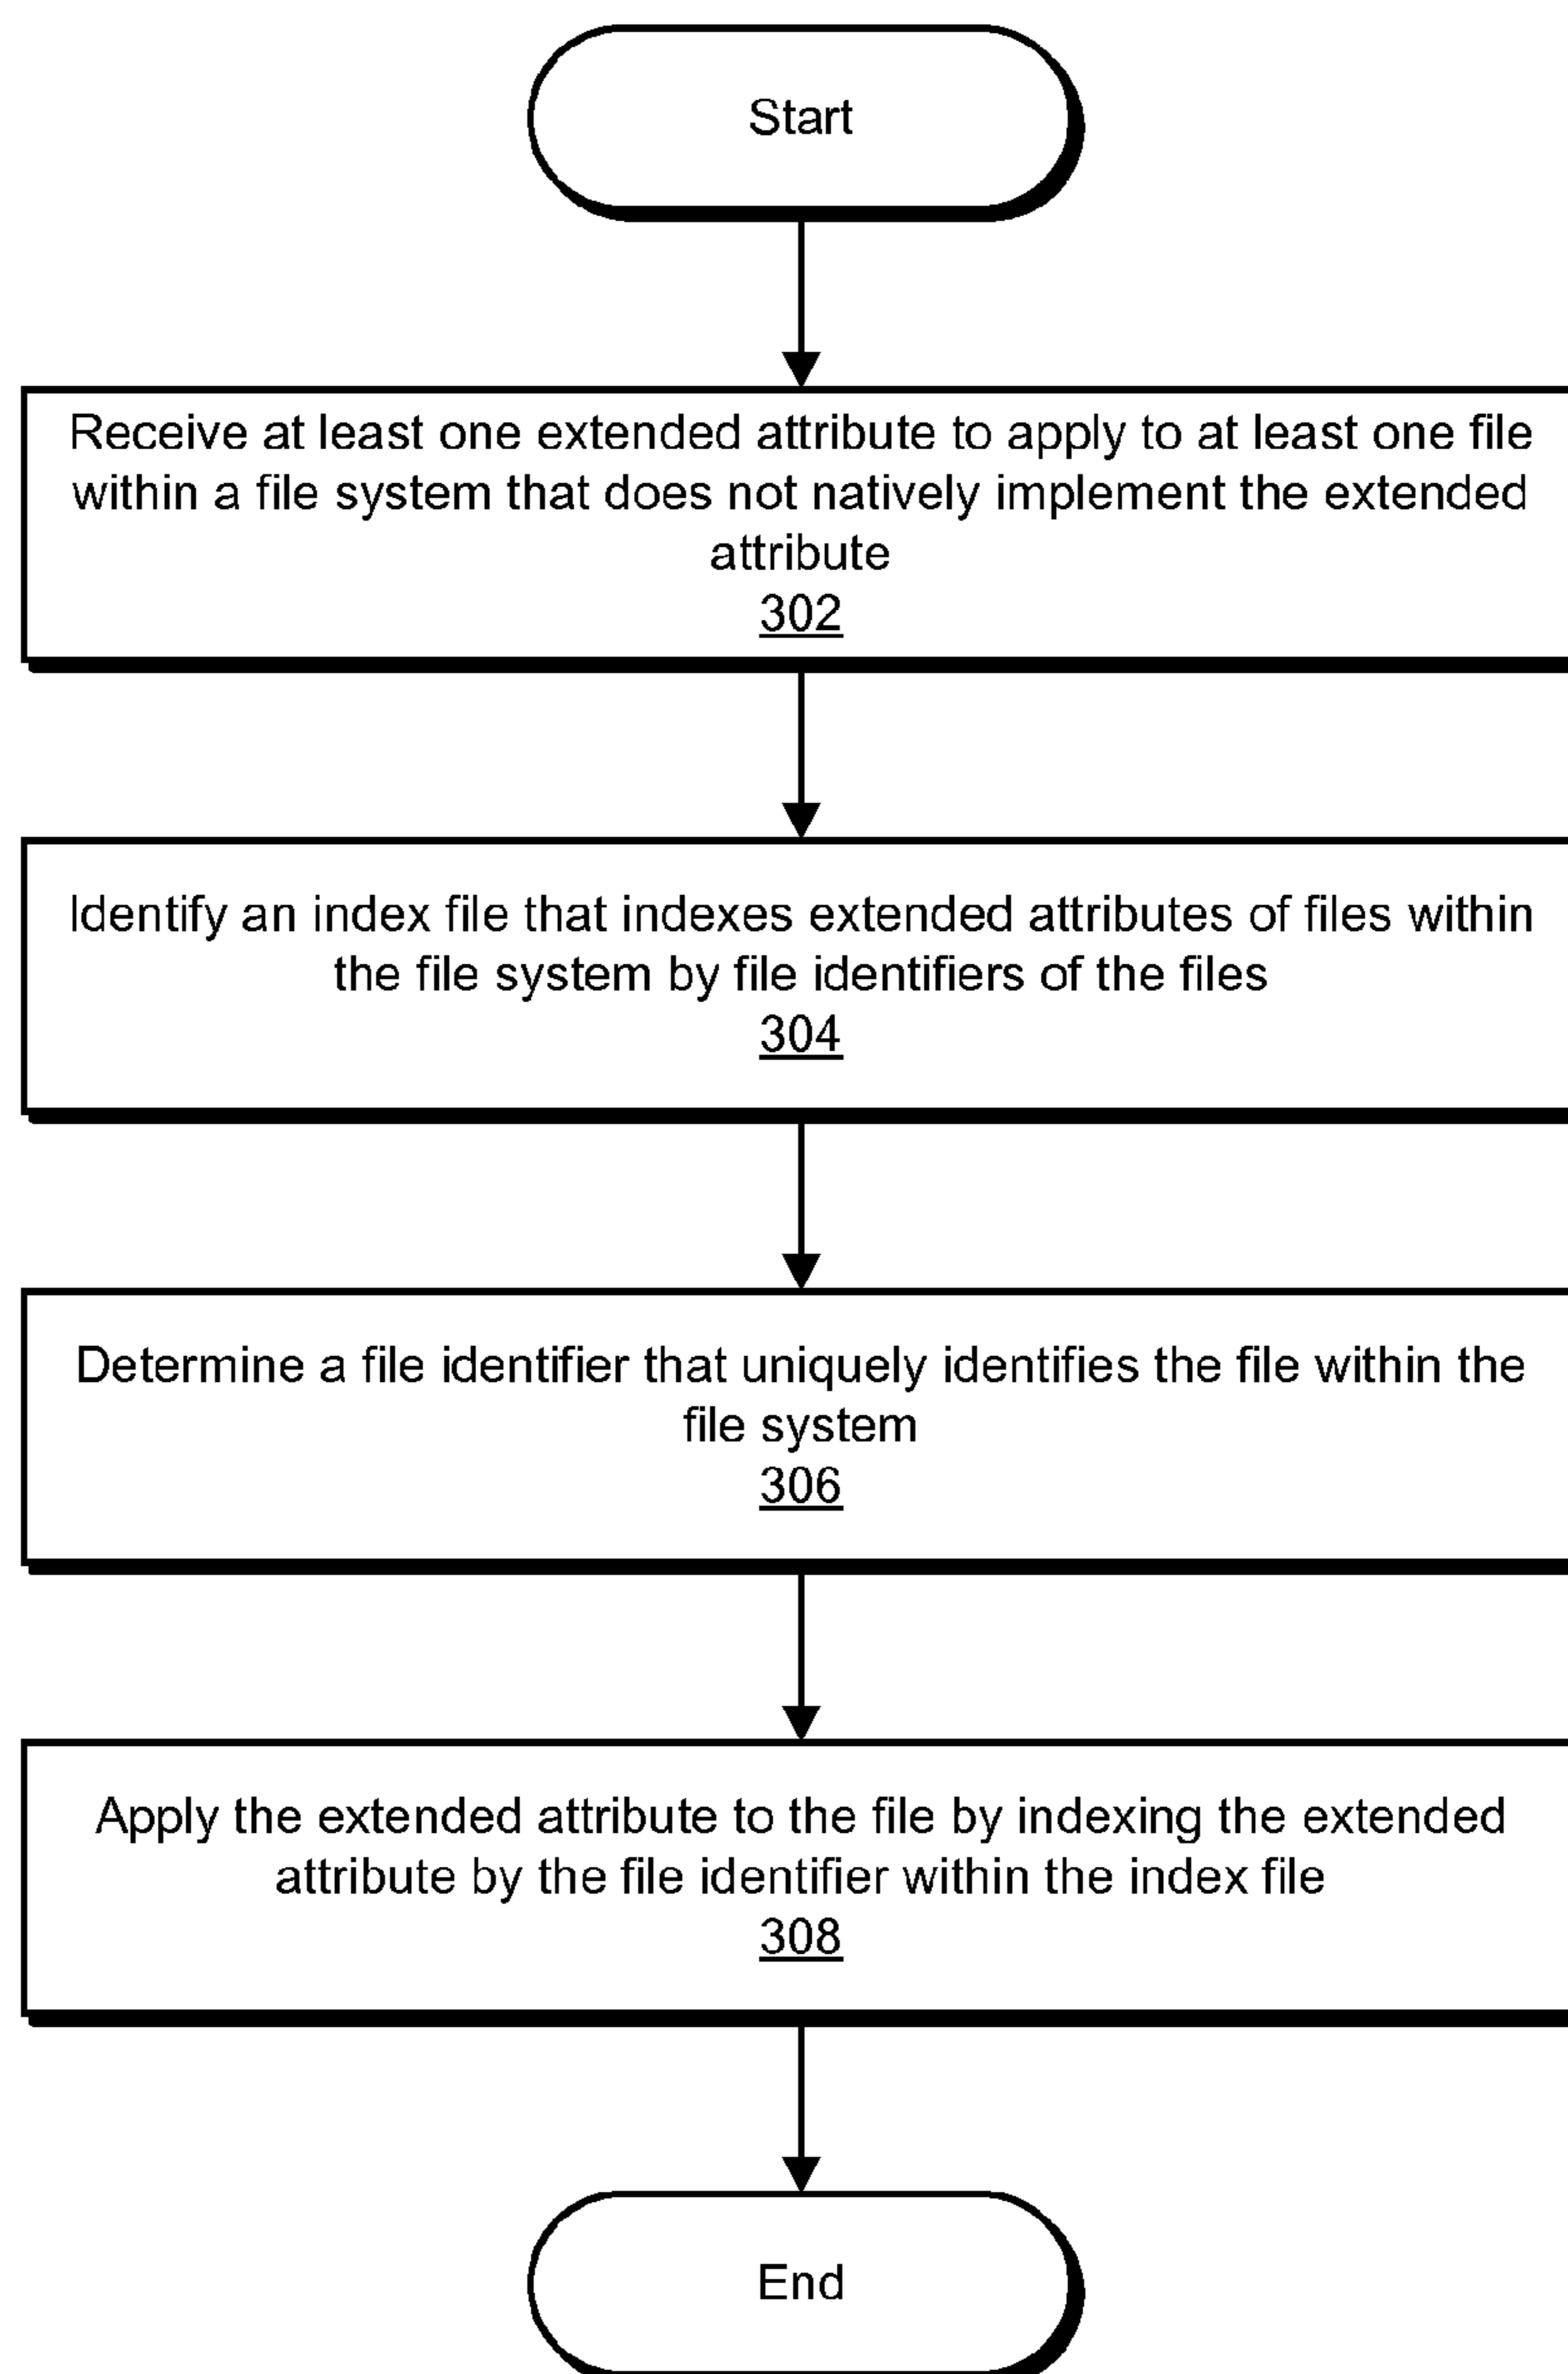 Start
Receive at least one extended attribute to apply to at least one file
within a file system that does not natively implement the extended
attribute
302
Identify an index file that indexes extended attributes of files within
the file system by file identifiers of the files
304
Determine a file identifier that uniquely identifies the file within the
file system
306
Apply the extended attribute to the file by indexing the extended
attribute by the file identifier within the index file
308
End